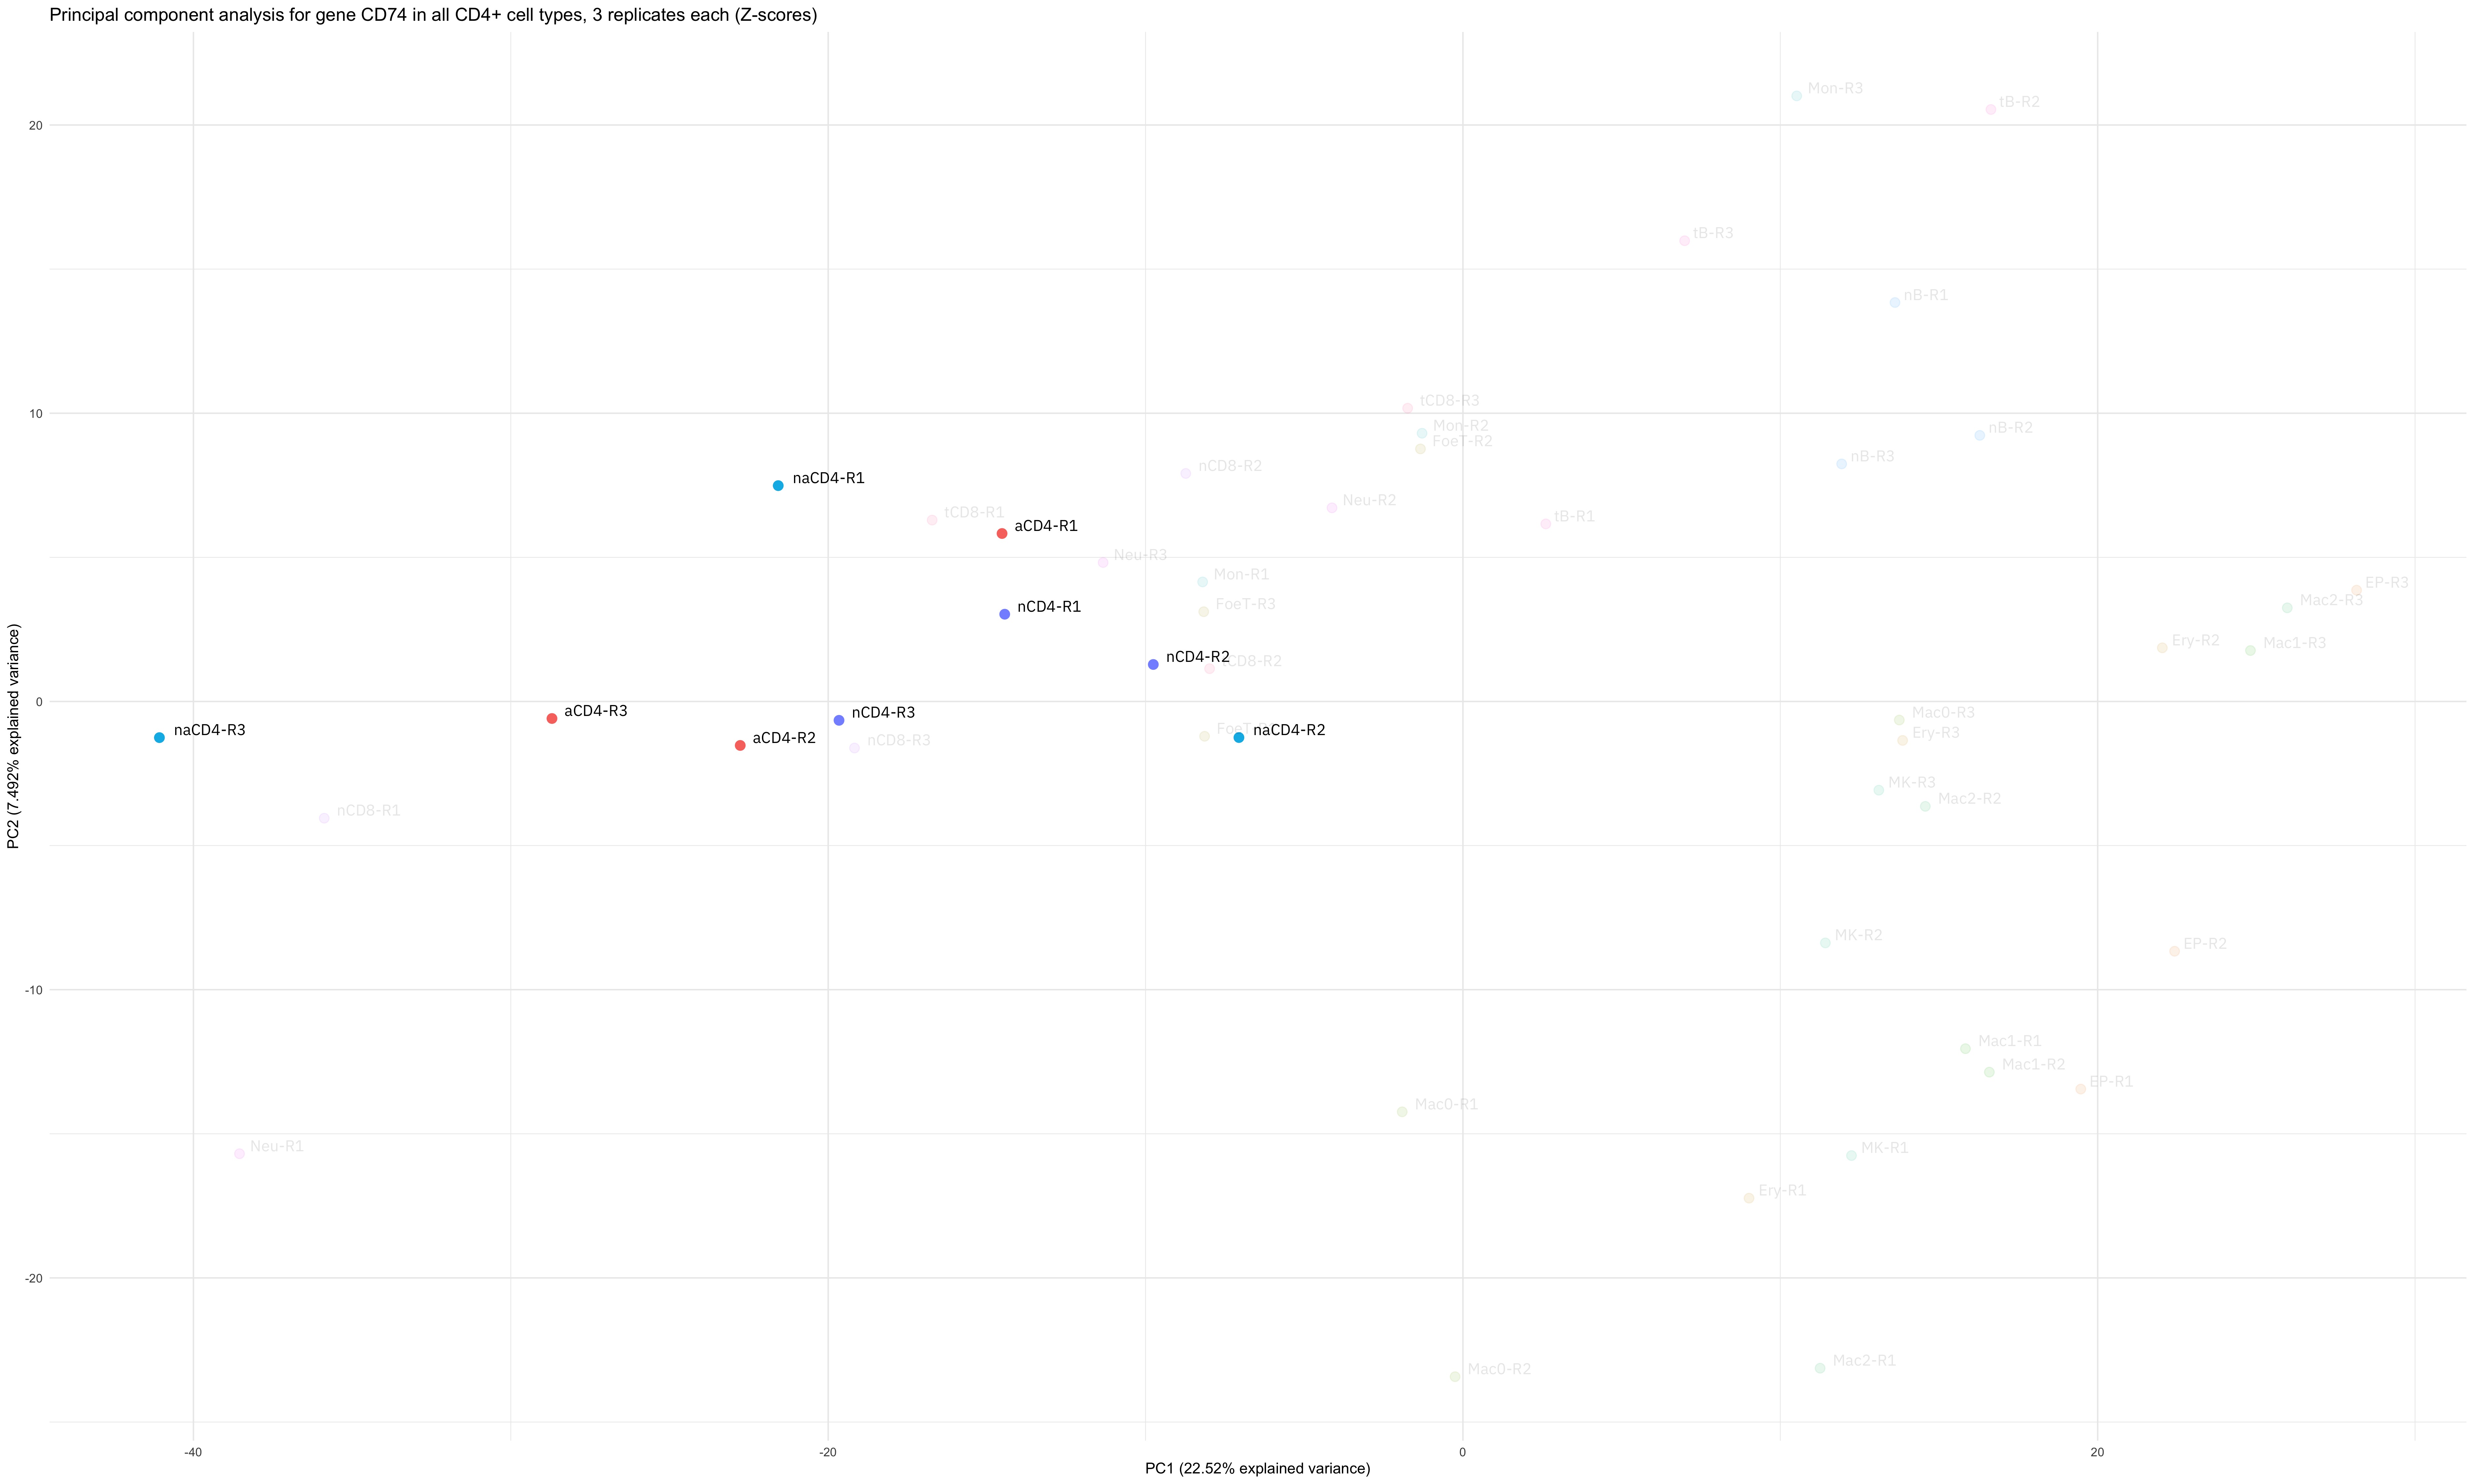 Principal component analysis for gene CD74 in all CD4+ cell types, 3 replicates each (Z-scores)
Mon-R3
tB-R2
20
tB-R3
nB-R1
tCD8-R3
10
Mon-R2
nB-R2
FoeT-R2
nB-R3
nCD8-R2
naCD4-R1
Neu-R2
tCD8-R1
tB-R1
aCD4-R1
Neu-R3
EP-R3
Mon-R1
Mac2-R3
FoeT-R3
nCD4-R1
Ery-R2
Mac1-R3
nCD4-R2
tCD8-R2
0
aCD4-R3
nCD4-R3
Mac0-R3
naCD4-R3
naCD4-R2
Ery-R3
aCD4-R2
nCD8-R3
MK-R3
Mac2-R2
nCD8-R1
PC2 (7.492% explained variance)
MK-R2
EP-R2
-10
Mac1-R1
Mac1-R2
EP-R1
Mac0-R1
Neu-R1
MK-R1
Ery-R1
-20
Mac2-R1
Mac0-R2
-40
-20
0
20
PC1 (22.52% explained variance)